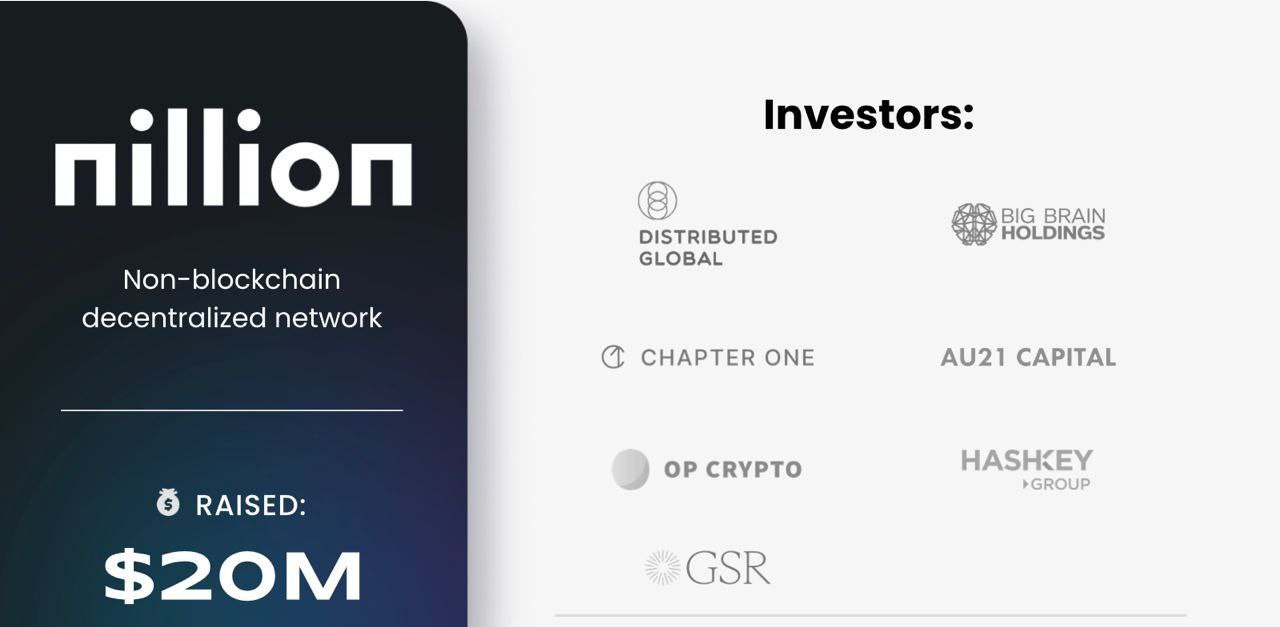 nillion
Non-blockchain
decentralized network
RAISED:
$20M
Investors:
DISTRIBUTED
GLOBAL
BIG BRAIN
HOLDINGS
CHAPTER ONE
AU21 CAPITAL
OP CRYPTO
HASHKEY
GROUP
GSR